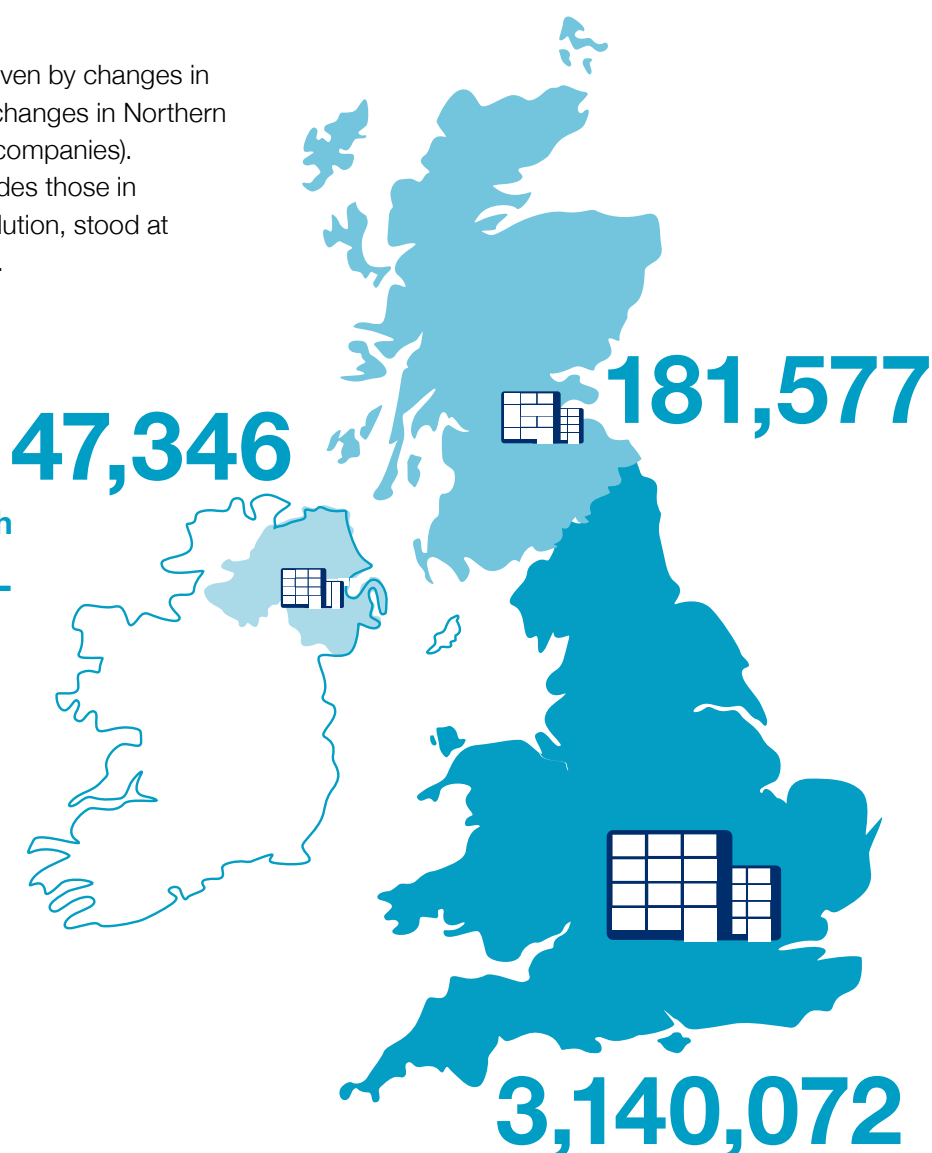 ven by changes in
changes in Northern
companies).
des those in
lution, stood at
.
181,577
47,346
h
3,140,072